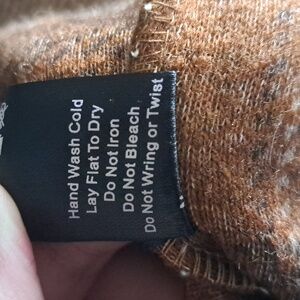 Hand Wash Cold
Lay Flat To Dry
Do Not Iron
Do Not Bleach
Do Not Wring or Twist